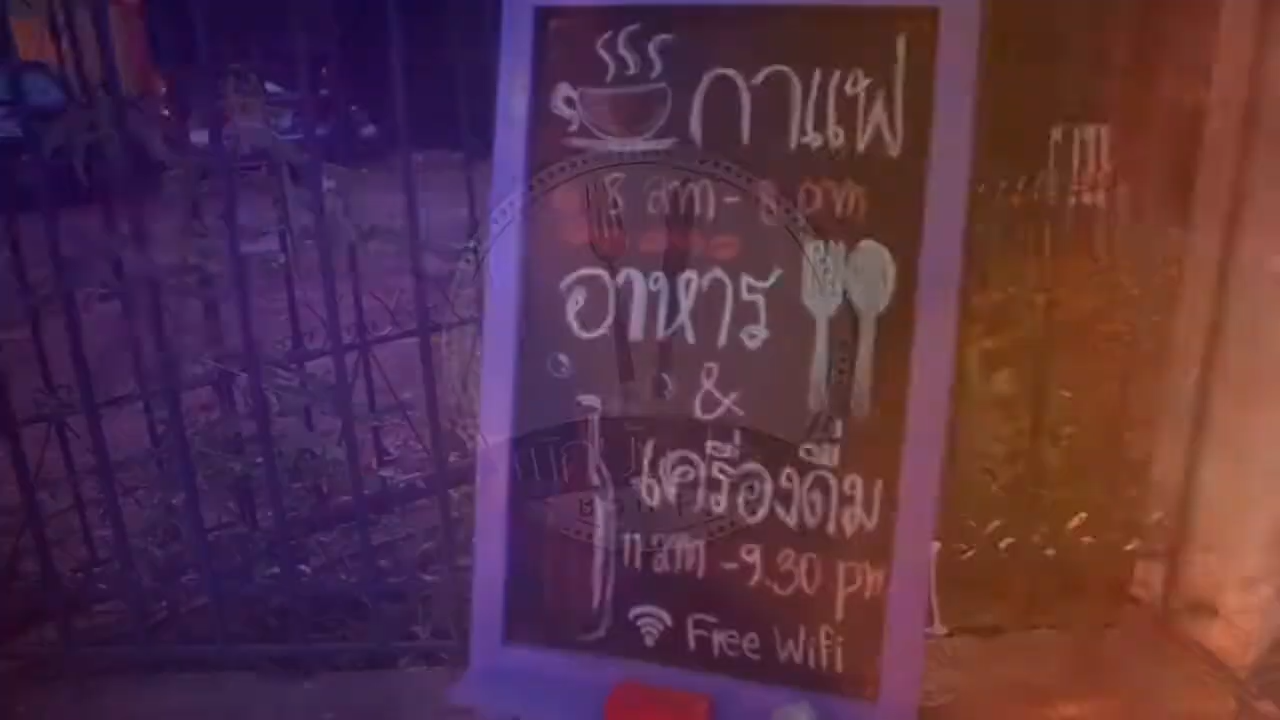 กาแฟ
8 am - 8 pm
อาหาร
&
เครื่องดื่ม
11 am - 9.30 pm
Free Wifi